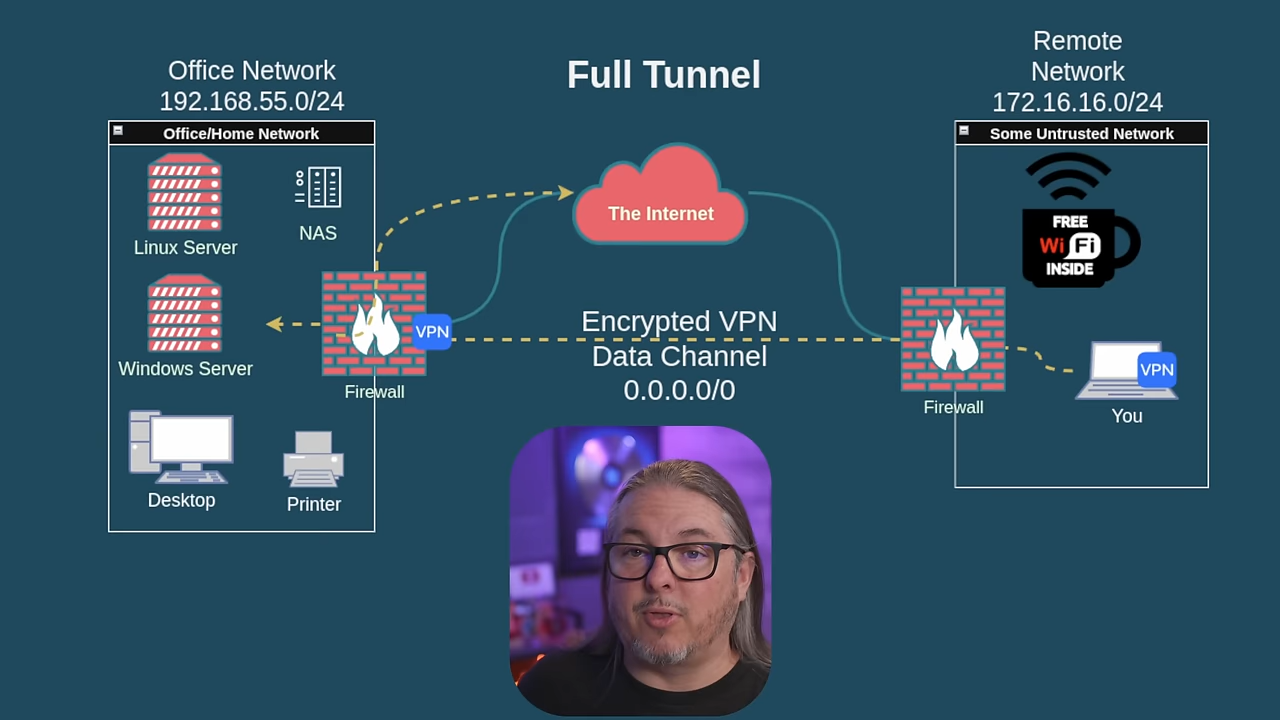 Office Network
192.168.55.0/24
Office/Home Network
Linux Server
NAS
Windows Server
Desktop
Printer
Firewall
VPN
Full Tunnel
The Internet
Encrypted VPN
Data Channel
0.0.0.0/0
Remote
Network
172.16.16.0/24
Some Untrusted Network
FREE
WiFi
INSIDE
Firewall
VPN
You